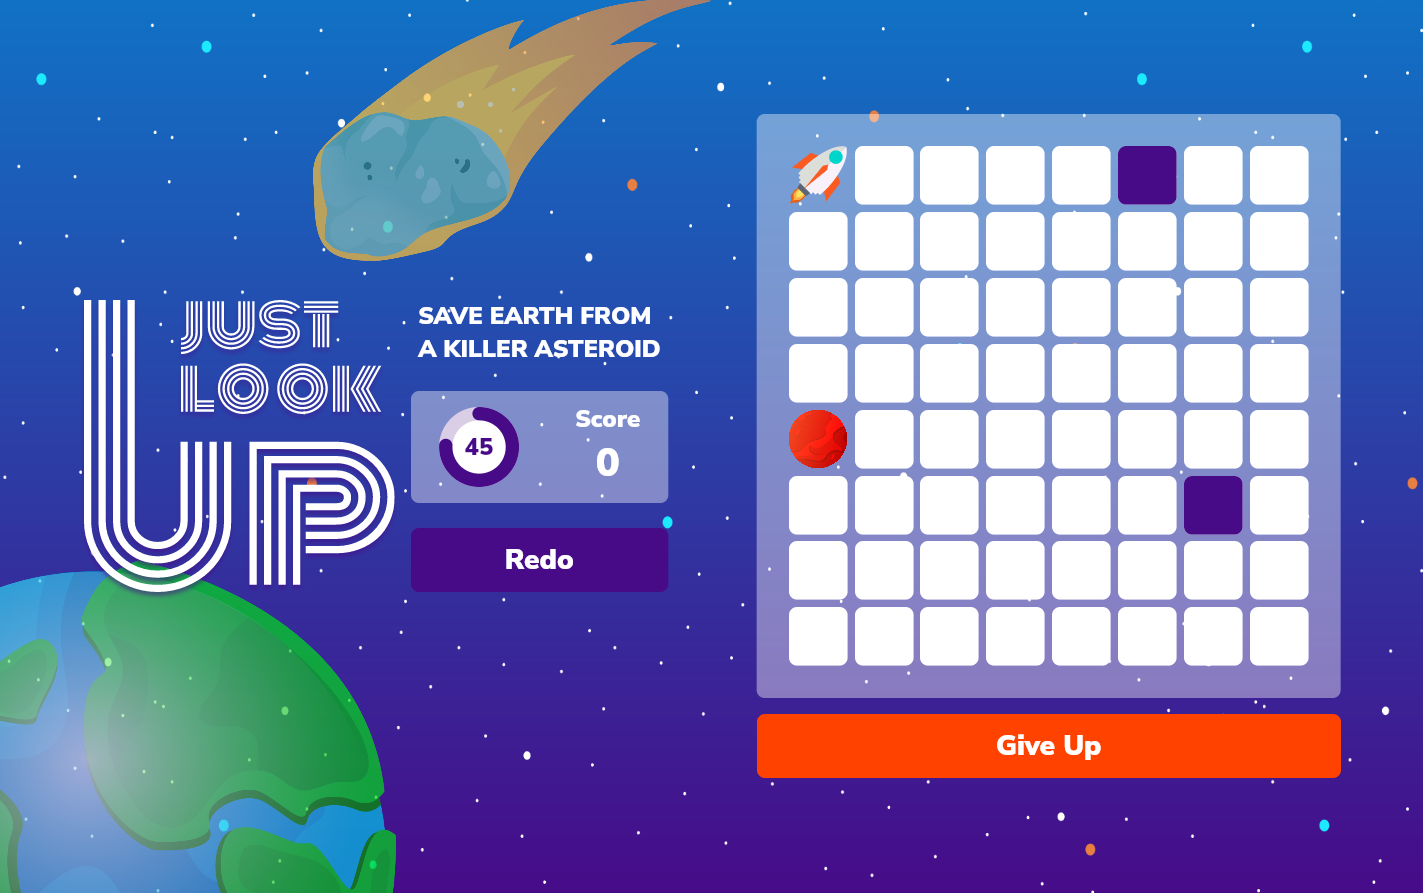 JUST
LOOK
UP
SAVE EARTH FROM
A KILLER ASTEROID
45
Score
0
Redo
Give Up